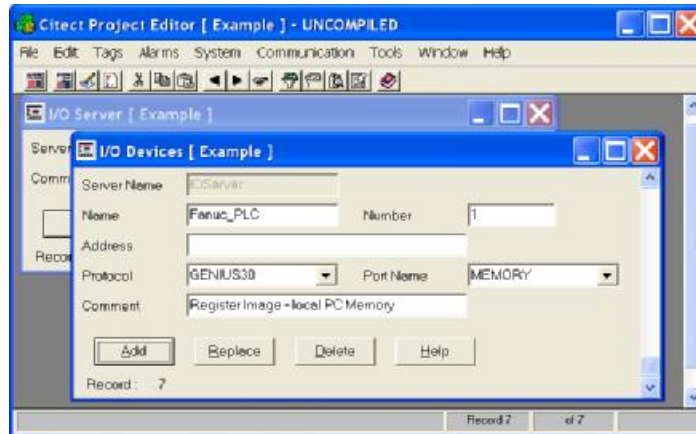 Citect Project Editor [ Example ] - UNCOMPILED
File Edit Tags Alarms System Communication Tools Window Help
I/O Server [ Example ]
Server
I/O Devices [ Example ]
Comm
Server Name IOServer
Name Fanuc_PLC Number 1
Address
Recor
Protocol GENIUS30 Port Name MEMORY
Comment Register Image - local PC Memory
Add Replace Delete Help
Record : 7
Record 7 of 7